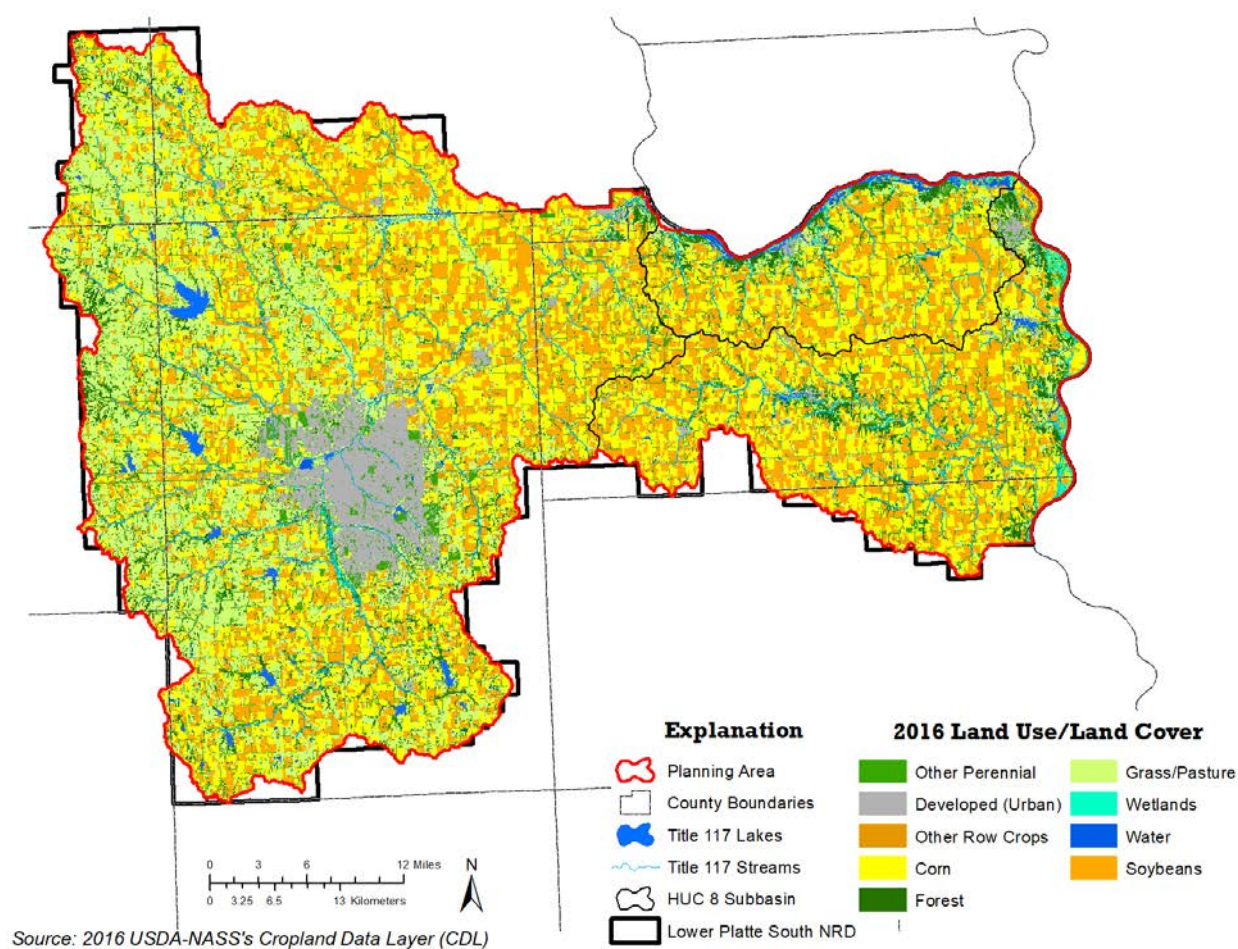 Explanation
Planning Area
County Boundaries
Title 117 Lakes
Title 117 Streams
HUC 8 Subbasin
Lower Platte South NRD
2016 Land Use/Land Cover
Other Perennial
Developed (Urban)
Other Row Crops
Corn
Forest
Grass/Pasture
Wetlands
Water
Soybeans
0 3 6 12 Miles
0 3.25 6.5 13 Kilometers
N
Source: 2016 USDA-NASS's Cropland Data Layer (CDL)